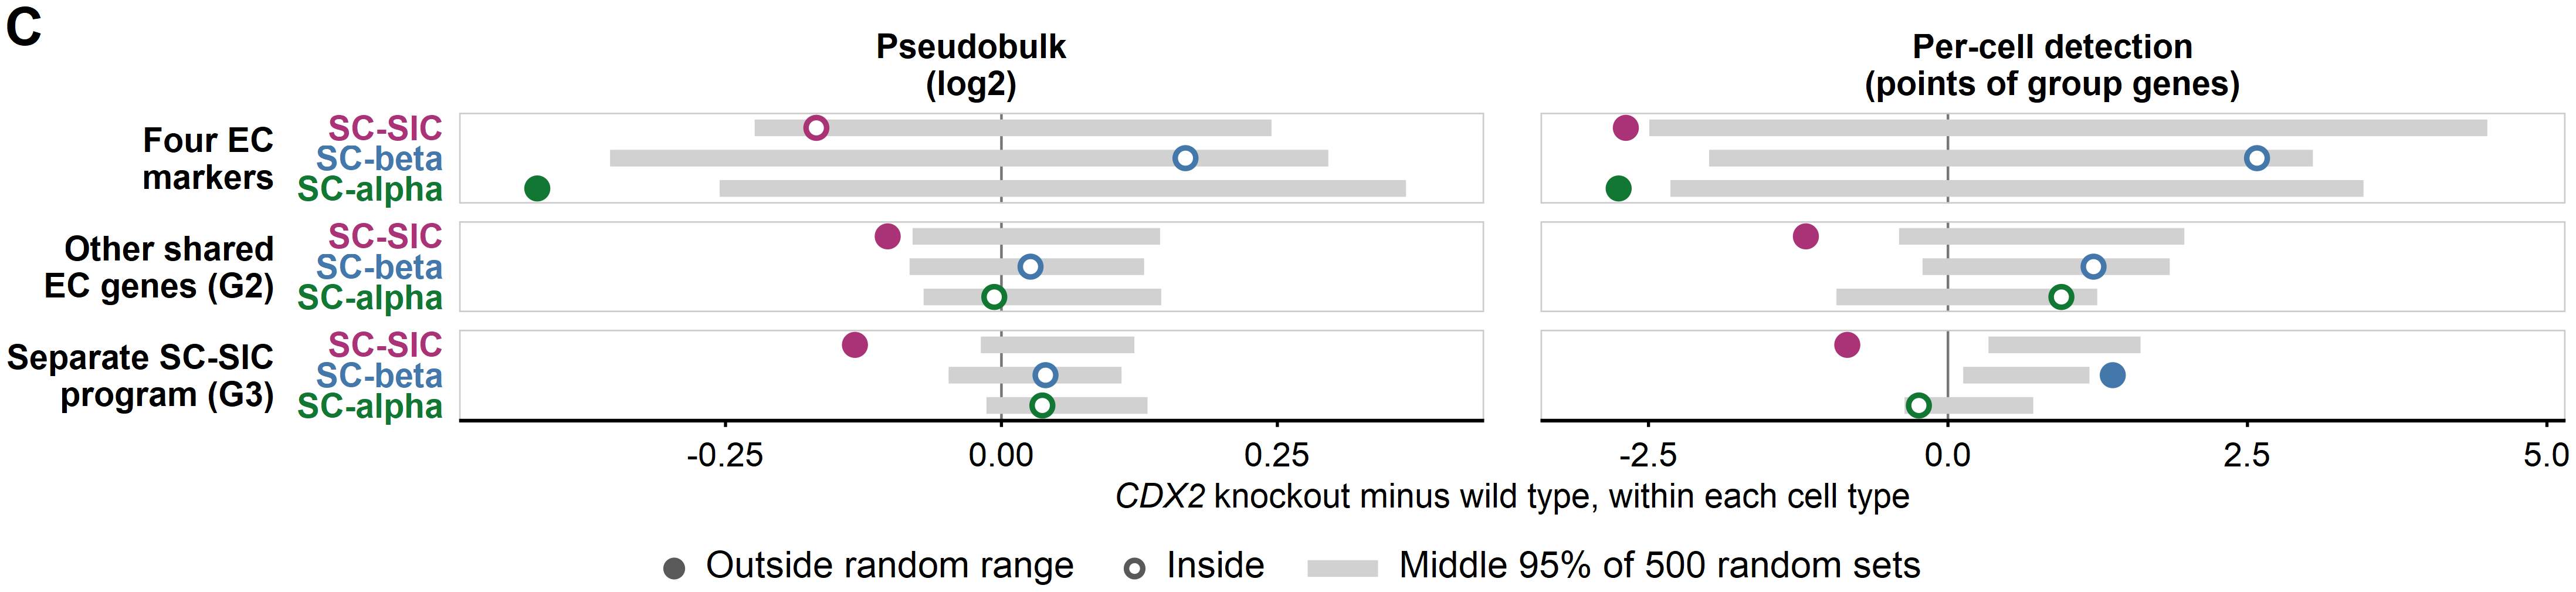 C
Pseudobulk
(log2)
Per-cell detection
(points of group genes)
Four EC
markers
SC-SIC
SC-beta
SC-alpha
Other shared
EC genes (G2)
SC-SIC
SC-beta
SC-alpha
Separate SC-SIC
program (G3)
SC-SIC
SC-beta
SC-alpha
-0.25 0.00 0.25
-2.5 0.0 2.5 5.0
CDX2 knockout minus wild type, within each cell type
Outside random range Inside Middle 95% of 500 random sets